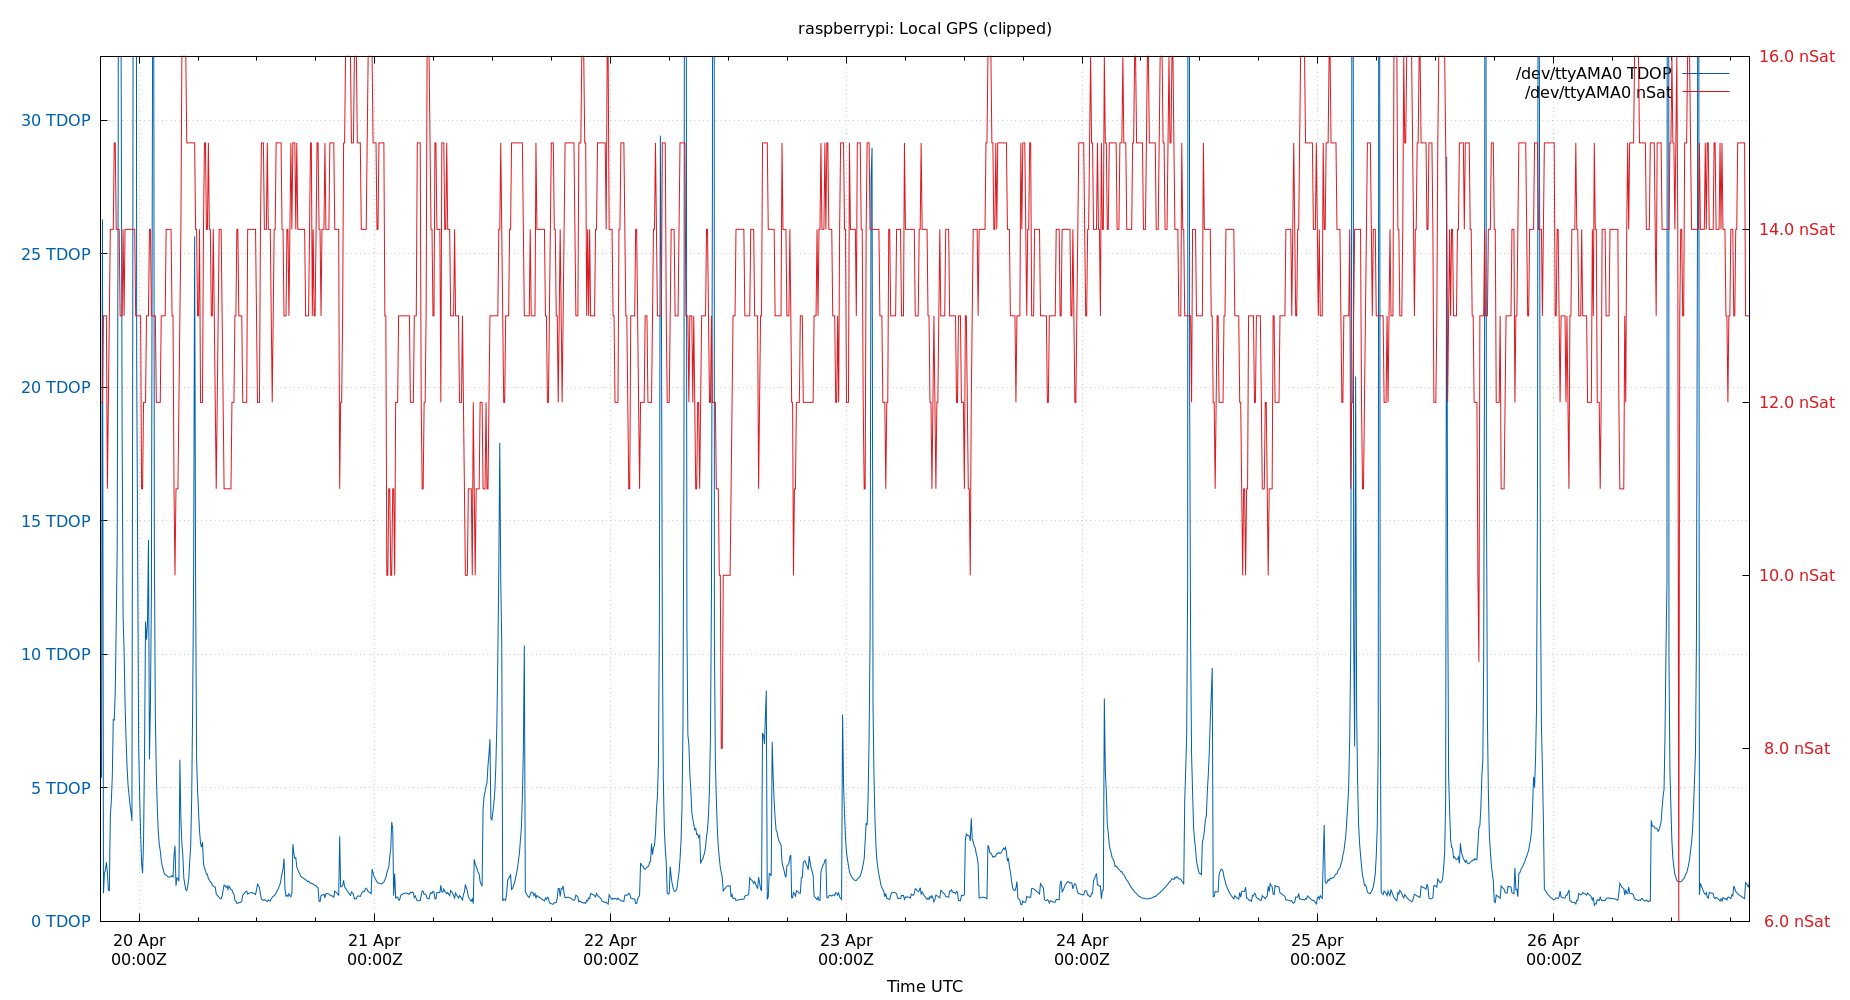 raspberrypi: Local GPS (clipped)
/dev/ttyAMA0 TDOP
/dev/ttyAMA0 nSat
30 TDOP
25 TDOP
20 TDOP
15 TDOP
10 TDOP
5 TDOP
0 TDOP
16.0 nSat
14.0 nSat
12.0 nSat
10.0 nSat
8.0 nSat
6.0 nSat
20 Apr
00:00Z
21 Apr
00:00Z
22 Apr
00:00Z
23 Apr
00:00Z
24 Apr
00:00Z
25 Apr
00:00Z
26 Apr
00:00Z
Time UTC